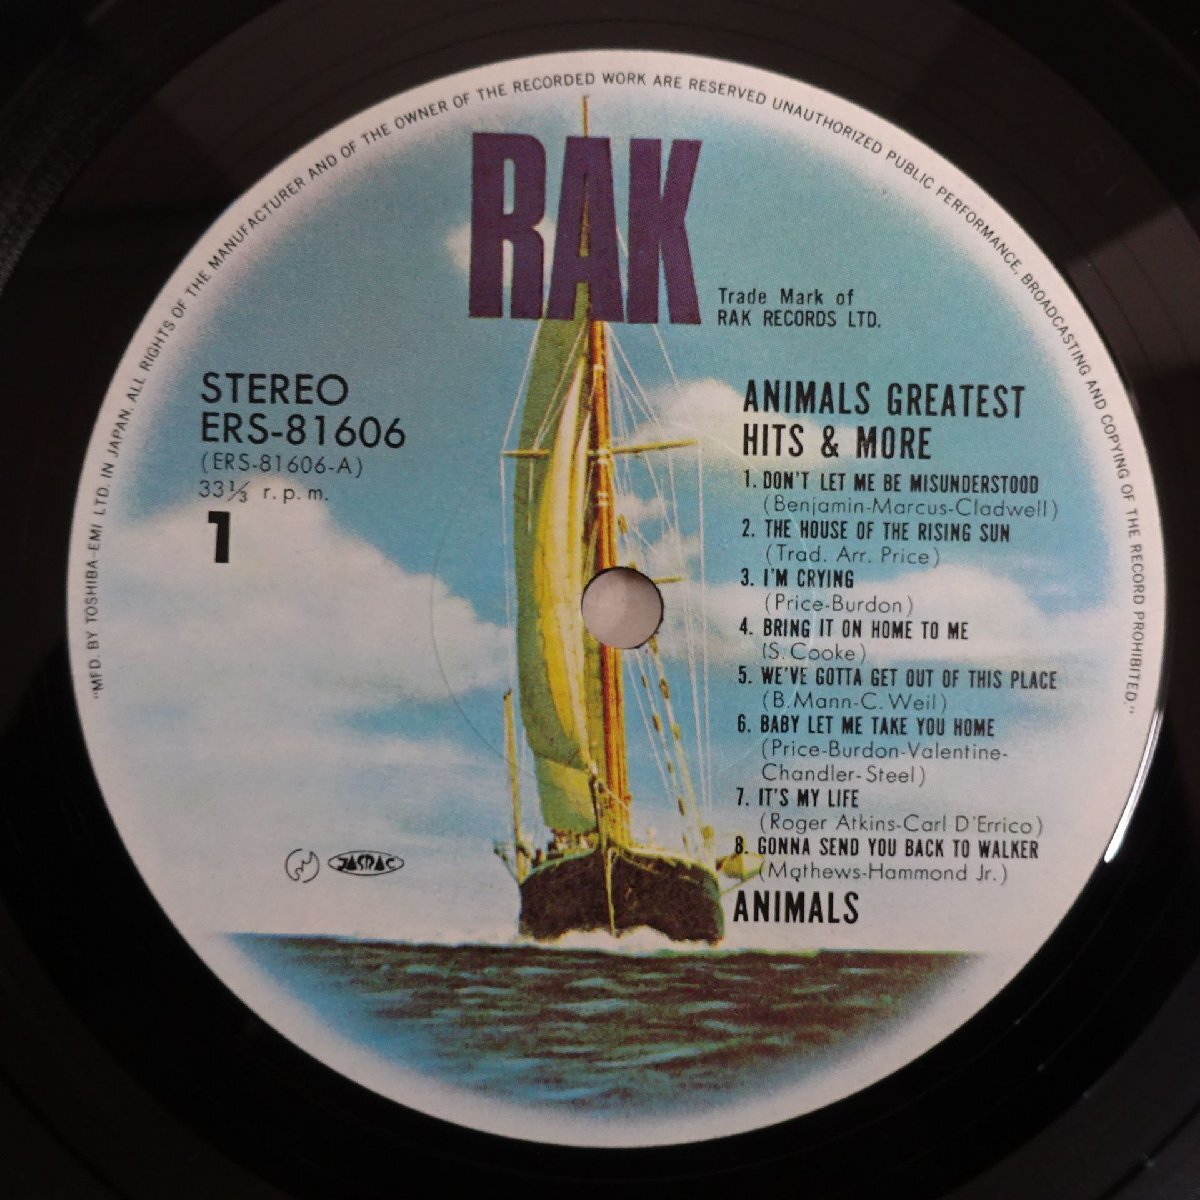 "MFD. BY TOSHIBA-EMI LTD. IN JAPAN. ALL RIGHTS OF THE MANUFACTURER AND OF THE OWNER OF THE RECORDED WORK ARE RESERVED UNAUTHORIZED PUBLIC PERFORMANCE, BROADCASTING AND COPYING OF THE RECORD PROHIBITED."
RAK
Trade Mark of
RAK RECORDS LTD.
STEREO
ERS-81606
(ERS-81606-A)
33⅓ r.p.m.
1
ANIMALS GREATEST
HITS & MORE
1. DON'T LET ME BE MISUNDERSTOOD
(Benjamin-Marcus-Cladwell)
2. THE HOUSE OF THE RISING SUN
(Trad. Arr. Price)
3. I'M CRYING
(Price-Burdon)
4. BRING IT ON HOME TO ME
(S. Cooke)
5. WE'VE GOTTA GET OUT OF THIS PLACE
(B. Mann-C. Weil)
6. BABY LET ME TAKE YOU HOME
(Price-Burdon-Valentine-
Chandler-Steel)
7. IT'S MY LIFE
(Roger Atkins-Carl D'Errico)
8. GONNA SEND YOU BACK TO WALKER
(Mathews-Hammond Jr.)
ANIMALS
JASRAC